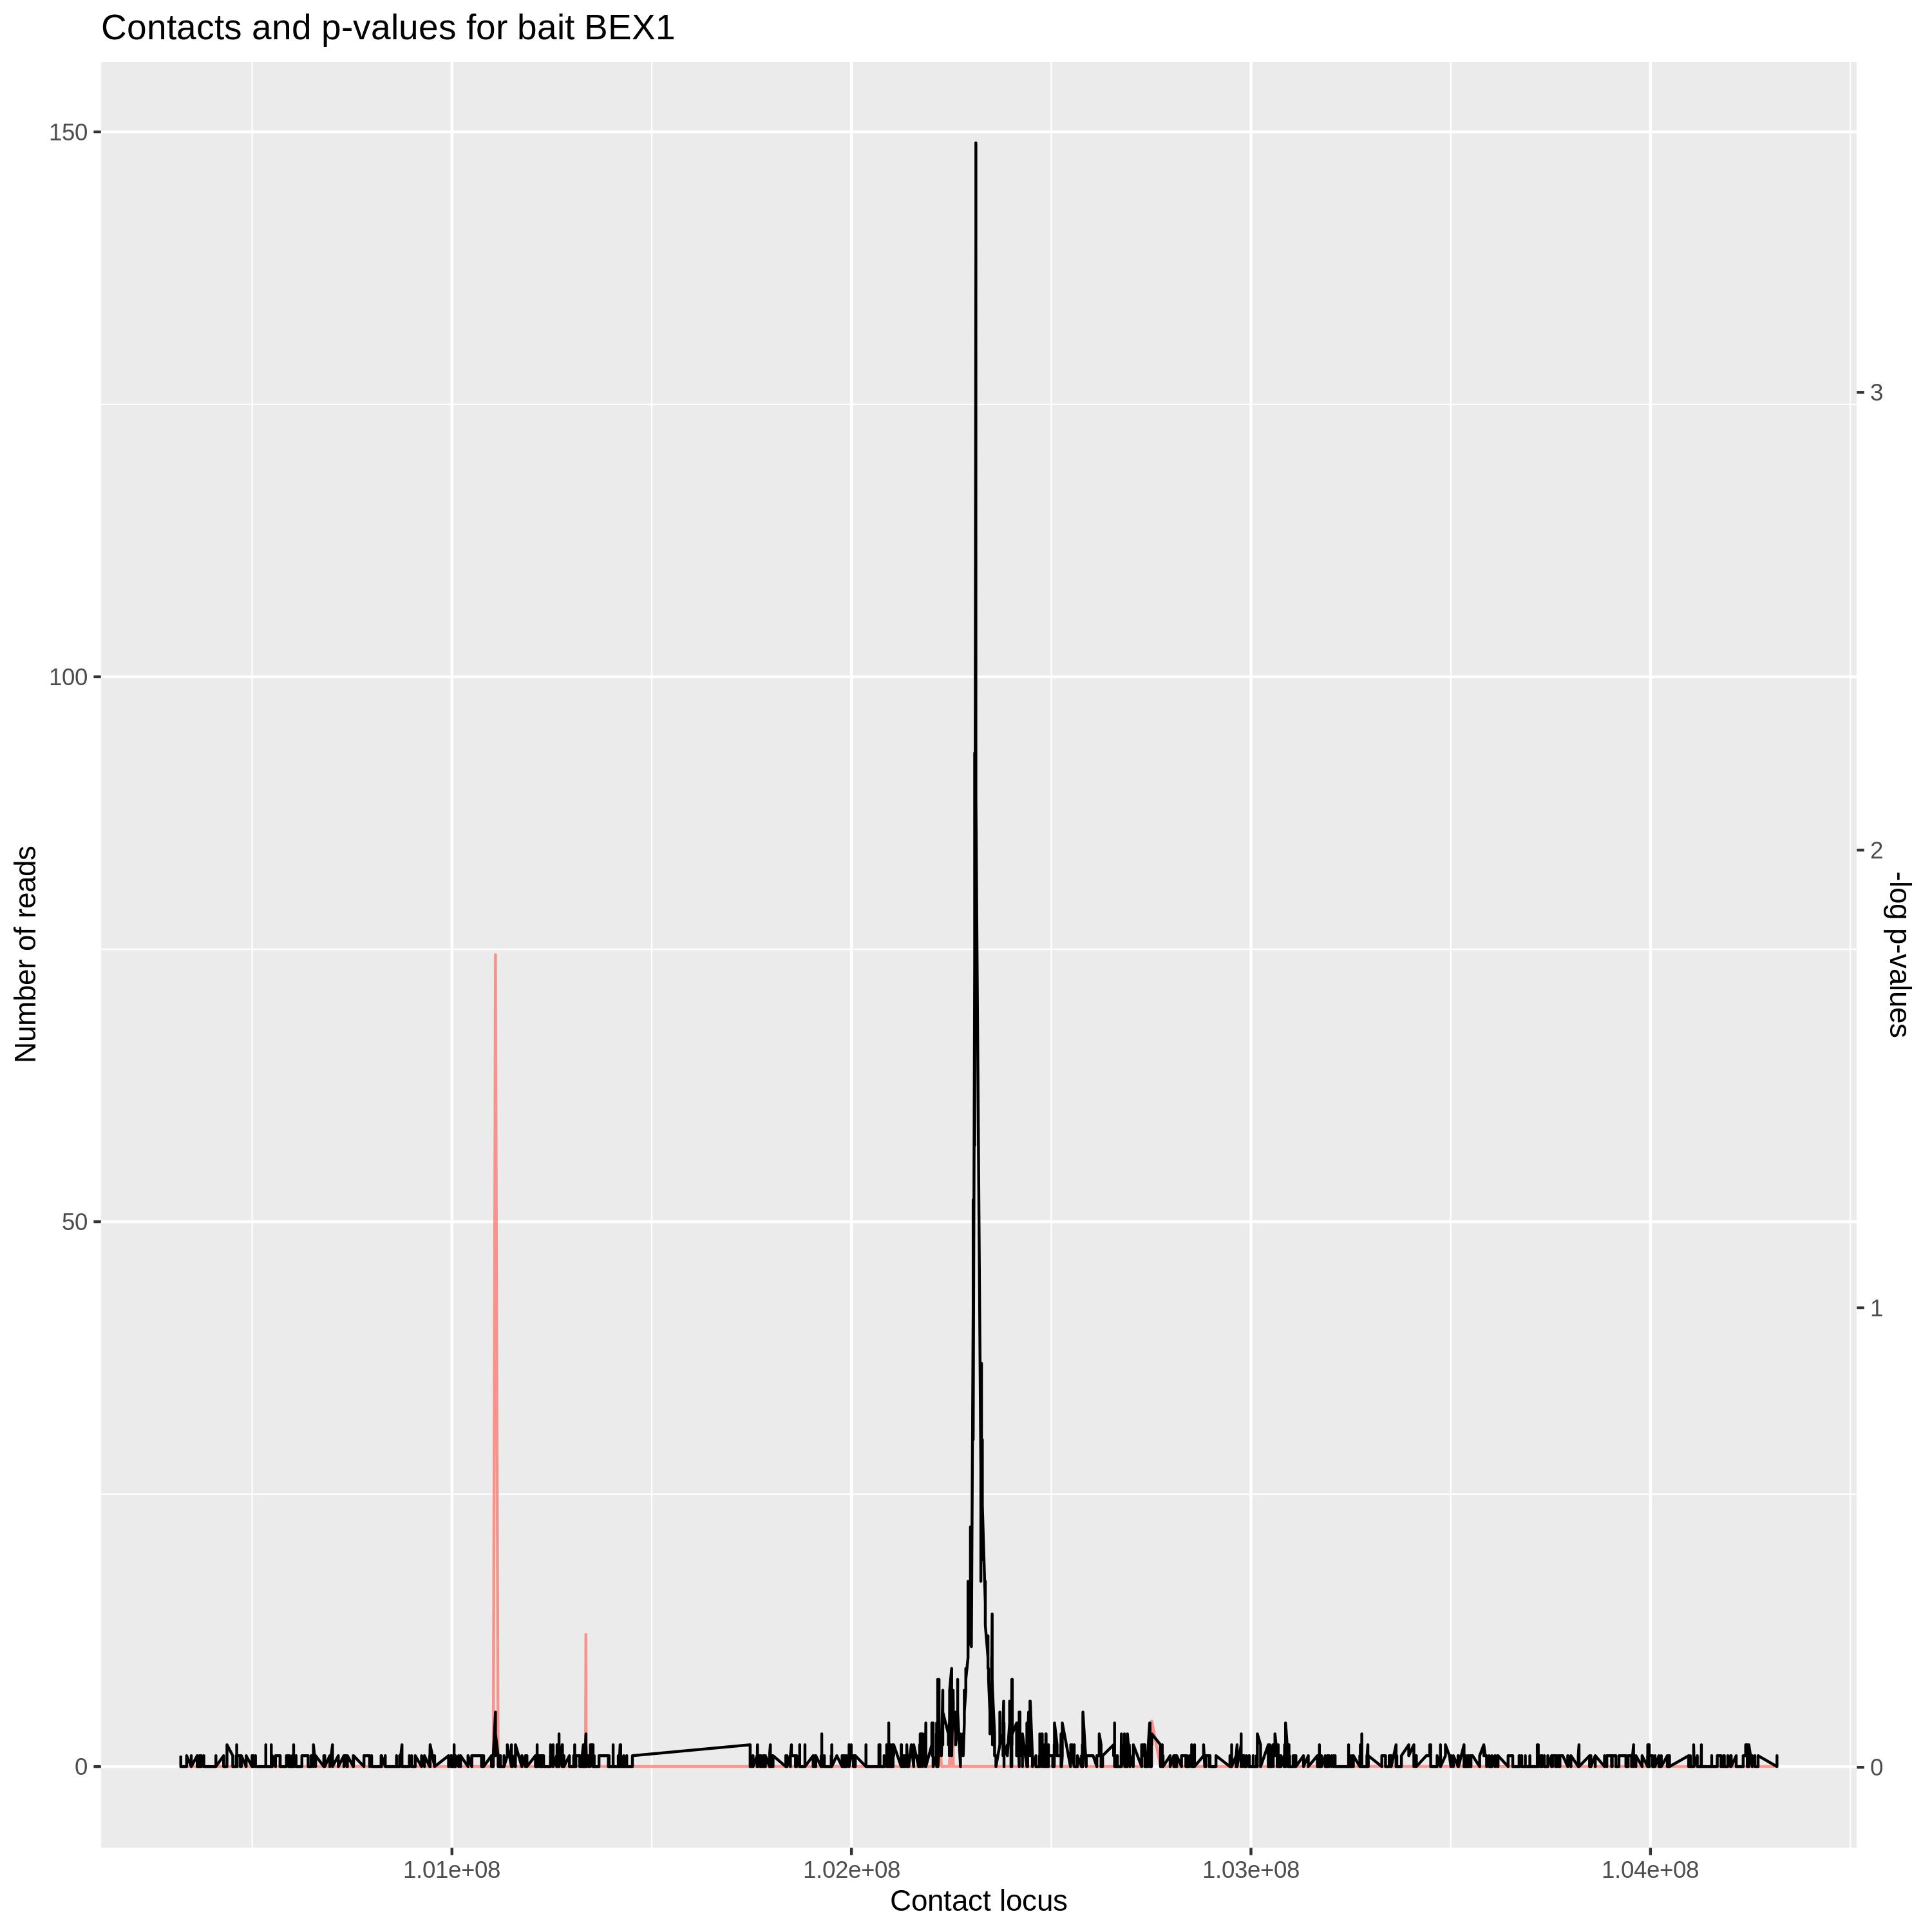 Contacts and p-values for bait BEX1
150
100
50
0
Number of reads
3
2
1
0
-log p-values
1.01e+08
1.02e+08
1.03e+08
1.04e+08
Contact locus